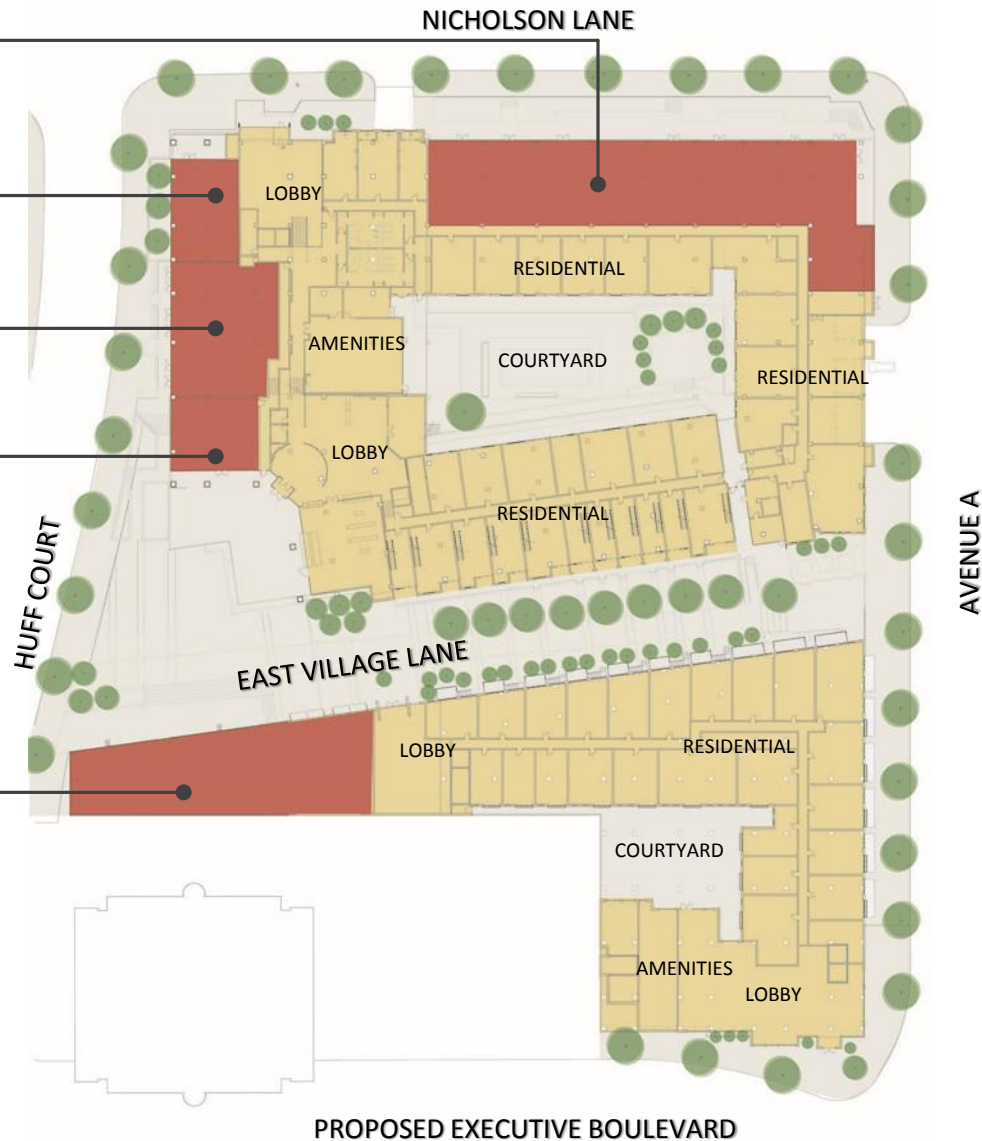 NICHOLSON LANE
LOBBY
RESIDENTIAL
AMENITIES
COURTYARD
RESIDENTIAL
LOBBY
RESIDENTIAL
HUFF COURT
AVENUE A
EAST VILLAGE LANE
LOBBY
RESIDENTIAL
COURTYARD
AMENITIES
LOBBY
PROPOSED EXECUTIVE BOULEVARD